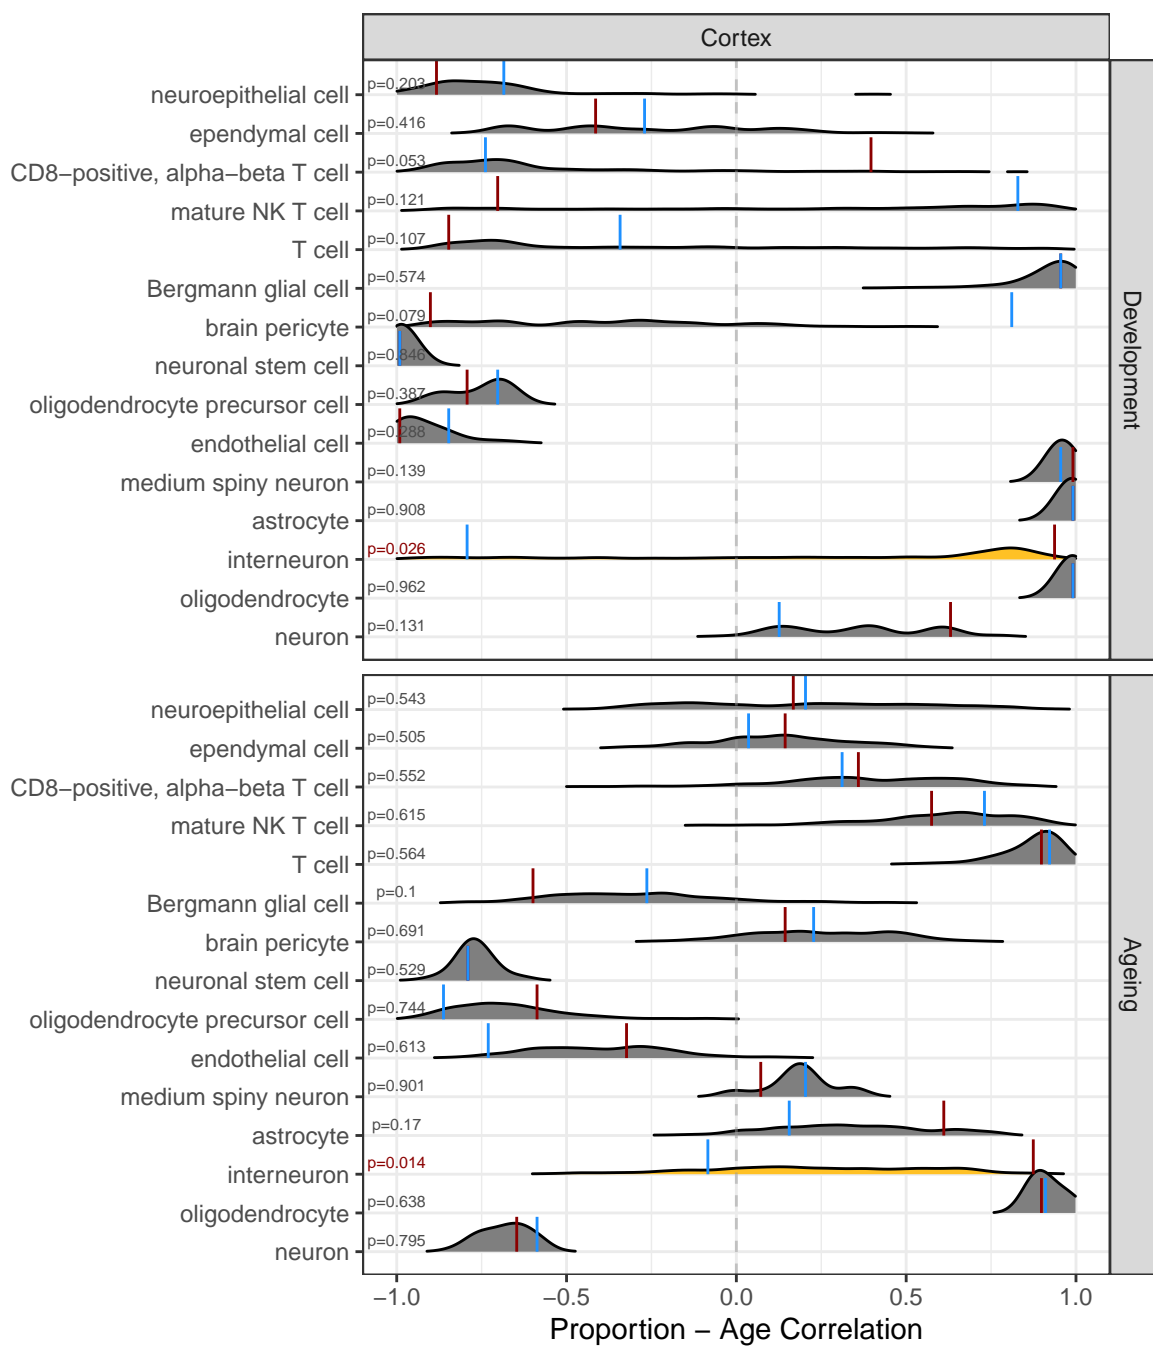 Cortex
Development
neuroepithelial cell p=0.203
ependymal cell p=0.416
CD8−positive, alpha−beta T cell p=0.053
mature NK T cell p=0.121
T cell p=0.107
Bergmann glial cell p=0.574
brain pericyte p=0.079
neuronal stem cell p=0.846
oligodendrocyte precursor cell p=0.387
endothelial cell p=0.288
medium spiny neuron p=0.139
astrocyte p=0.908
interneuron p=0.026
oligodendrocyte p=0.962
neuron p=0.131
Ageing
neuroepithelial cell p=0.543
ependymal cell p=0.505
CD8−positive, alpha−beta T cell p=0.552
mature NK T cell p=0.615
T cell p=0.564
Bergmann glial cell p=0.1
brain pericyte p=0.691
neuronal stem cell p=0.529
oligodendrocyte precursor cell p=0.744
endothelial cell p=0.613
medium spiny neuron p=0.901
astrocyte p=0.17
interneuron p=0.014
oligodendrocyte p=0.638
neuron p=0.795
−1.0 −0.5 0.0 0.5 1.0
Proportion − Age Correlation